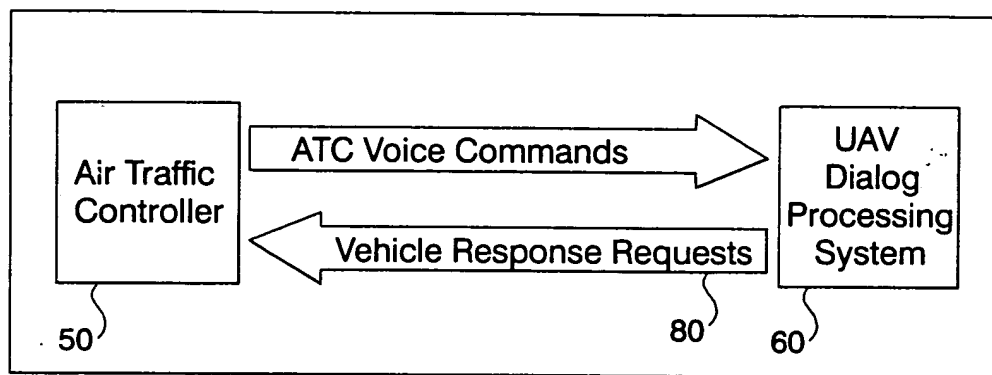 Air Traffic
Controller
ATC Voice Commands
Vehicle Response Requests
UAV
Dialog
Processing
System
50
80
60